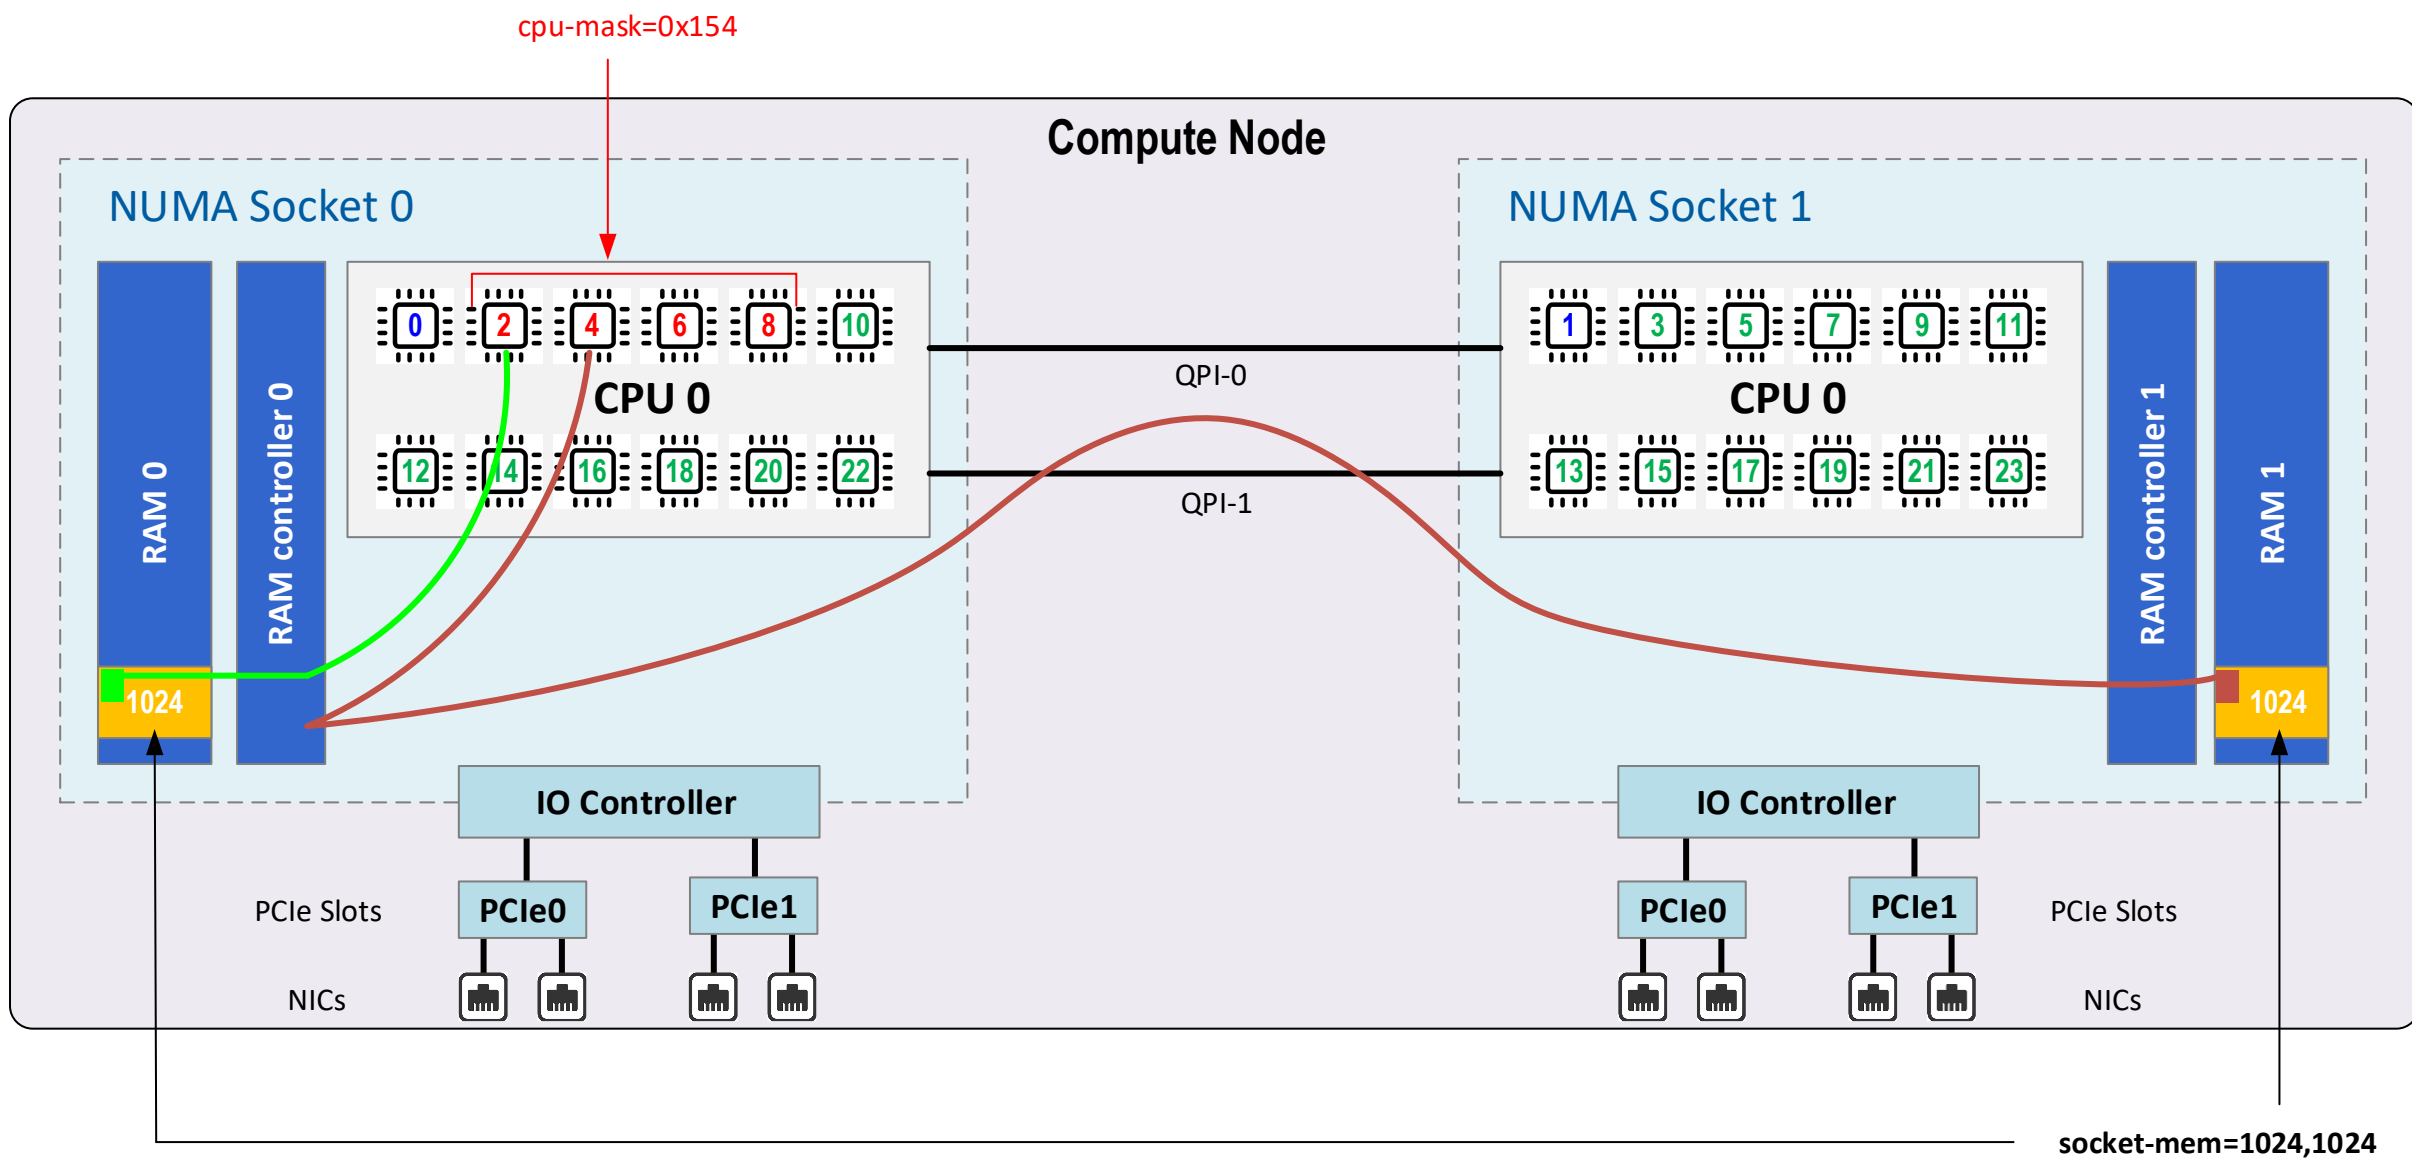 cpu-mask=0x154
Compute Node
NUMA Socket 0
NUMA Socket 1
RAM 0
RAM controller 0
0 2 4 6 8 10
CPU 0
12 14 16 18 20 22
1024
QPI-0
QPI-1
1 3 5 7 9 11
CPU 0
13 15 17 19 21 23
RAM controller 1
RAM 1
1024
IO Controller
IO Controller
PCIe Slots
PCIe0
PCIe1
PCIe0
PCIe1
PCIe Slots
NICs
NICs
socket-mem=1024,1024